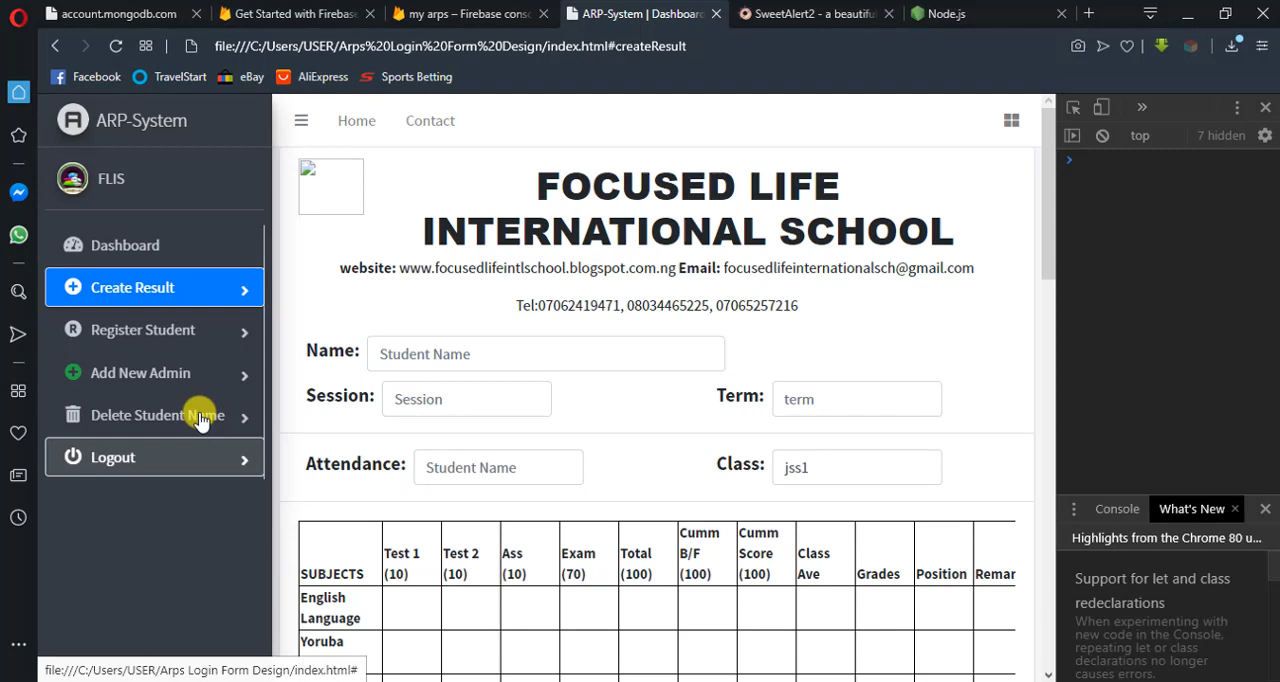 account.mongodb.com
Get Started with Firebase
my arps – Firebase cons
ARP-System | Dashboar
SweetAlert2 - a beautifu
Node.js
file:///C:/Users/USER/Arps%20Login%20Form%20Design/index.html#createResult
Facebook
TravelStart
eBay
AliExpress
Sports Betting
ARP-System
Home
Contact
top
7 hidden
FLIS
FOCUSED LIFE
INTERNATIONAL SCHOOL
website: www.focusedlifeintlschool.blogspot.com.ng Email: focusedlifeinternationalsch@gmail.com
Tel:07062419471, 08034465225, 07065257216
Dashboard
Create Result
Register Student
Add New Admin
Delete Student Name
Logout
Name: Student Name
Session: Session
Term: term
Attendance: Student Name
Class: jss1
SUBJECTS
Test 1
(10)
Test 2
(10)
Ass
(10)
Exam
(70)
Total
(100)
Cumm
B/F
(100)
Cumm
Score
(100)
Class
Ave
Grades
Position
Remar
English
Language
Yoruba
file:///C:/Users/USER/Arps Login Form Design/index.html#
Console
What's New
Highlights from the Chrome 80 u...
Support for let and class
redeclarations
When experimenting with
new code in the Console,
repeating let or class
declarations no longer
causes errors.